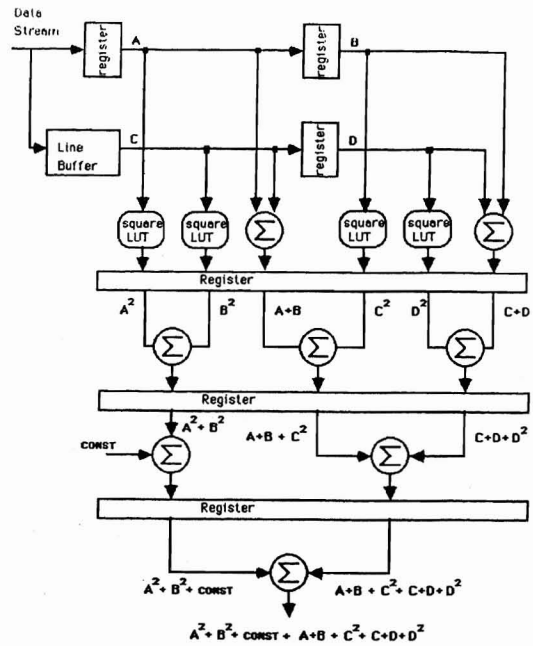 Data
Stream
register
A
register
B
Line
Buffer
C
register
D
square
LUT
square
LUT
Σ
square
LUT
square
LUT
Σ
Register
A²
B²
A+B
C²
D²
C+D
Σ
Σ
Σ
Register
A²+ B²
A+B + C²
C+D+D²
CONST
Σ
Σ
Register
Σ
A²+ B²+ CONST
A+B + C²+ C+D+D²
A²+ B²+ CONST + A+B + C²+ C+D+D²